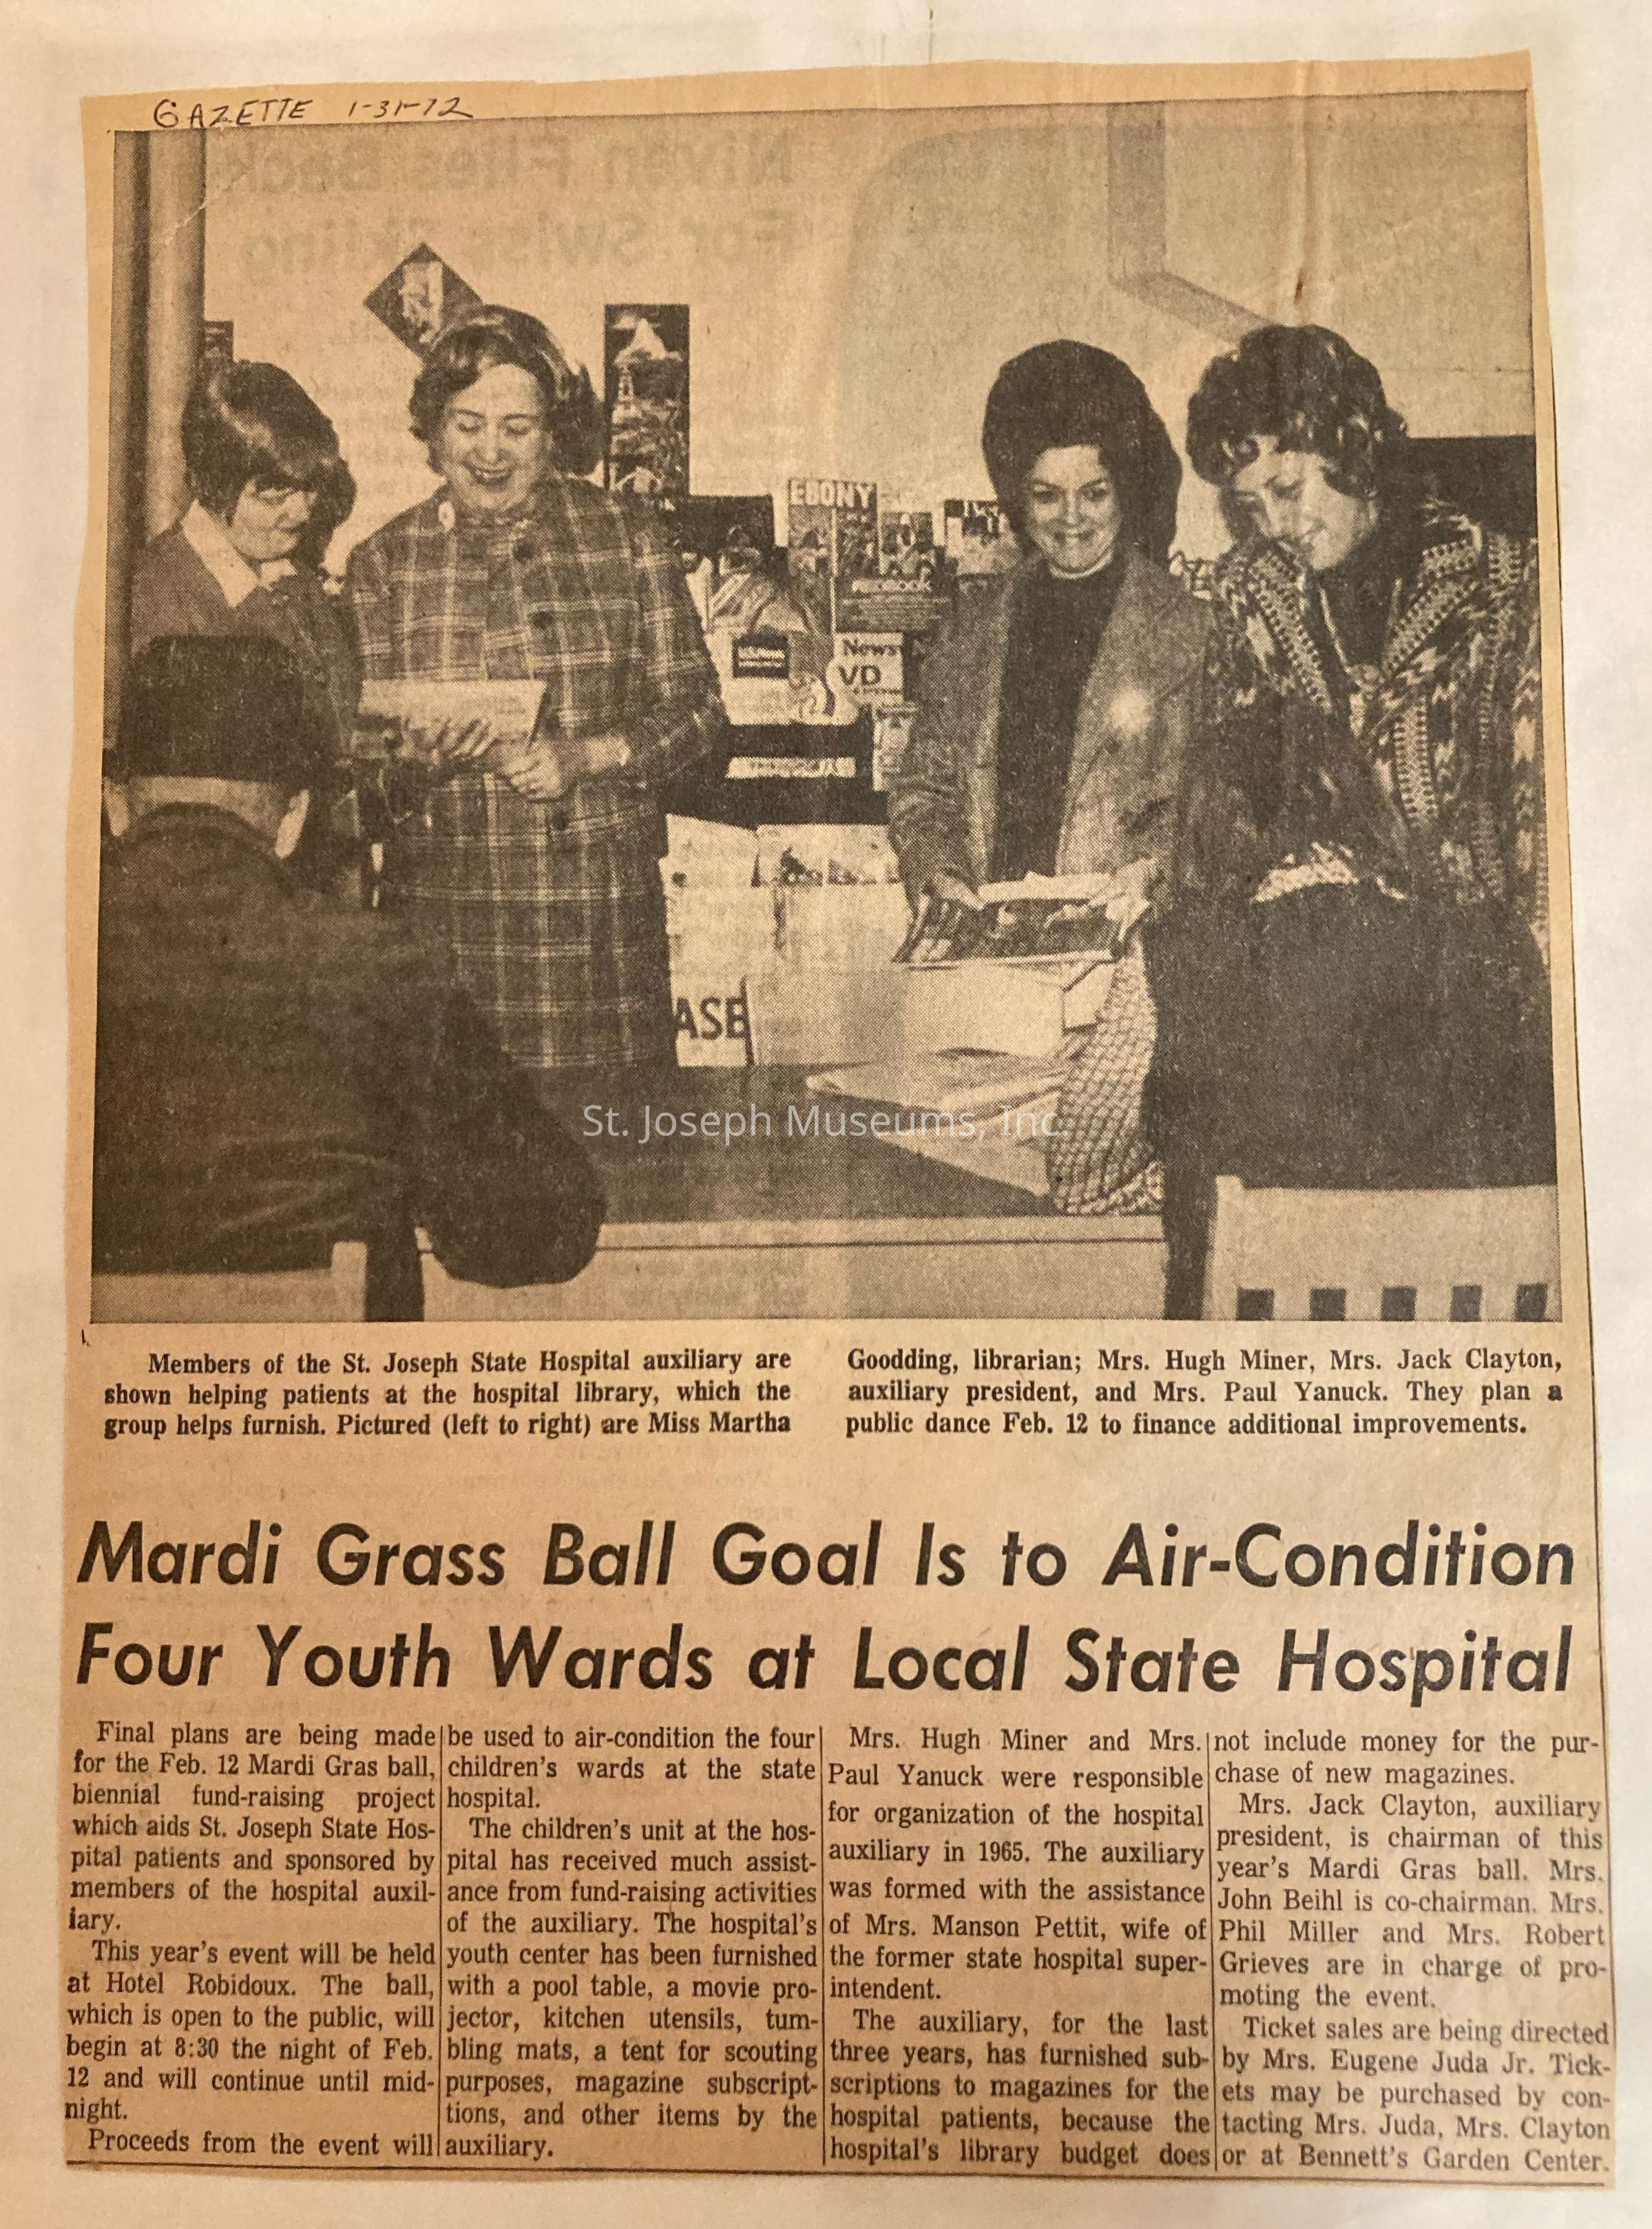 GAZETTE 1-31-72
EBONY
REDBOOK
News
VD
ASE
St. Joseph Museums, Inc.
Members of the St. Joseph State Hospital auxiliary are
shown helping patients at the hospital library, which the
group helps furnish. Pictured (left to right) are Miss Martha
Goodding, librarian; Mrs. Hugh Miner, Mrs. Jack Clayton,
auxiliary president, and Mrs. Paul Yanuck. They plan a
public dance Feb. 12 to finance additional improvements.
Mardi Grass Ball Goal Is to Air-Condition
Four Youth Wards at Local State Hospital
Final plans are being made
for the Feb. 12 Mardi Gras ball,
biennial fund-raising project
which aids St. Joseph State Hos-
pital patients and sponsored by
members of the hospital auxil-
iary.
This year's event will be held
at Hotel Robidoux. The ball,
which is open to the public, will
begin at 8:30 the night of Feb.
12 and will continue until mid-
night.
Proceeds from the event will
be used to air-condition the four
children's wards at the state
hospital.
The children's unit at the hos-
pital has received much assist-
ance from fund-raising activities
of the auxiliary. The hospital's
youth center has been furnished
with a pool table, a movie pro-
jector, kitchen utensils, tum-
bling mats, a tent for scouting
purposes, magazine subscript-
tions, and other items by the
auxiliary.
Mrs. Hugh Miner and Mrs.
Paul Yanuck were responsible
for organization of the hospital
auxiliary in 1965. The auxiliary
was formed with the assistance
of Mrs. Manson Pettit, wife of
the former state hospital super-
intendent.
The auxiliary, for the last
three years, has furnished sub-
scriptions to magazines for the
hospital patients, because the
hospital's library budget does
not include money for the pur-
chase of new magazines.
Mrs. Jack Clayton, auxiliary
president, is chairman of this
year's Mardi Gras ball. Mrs.
John Beihl is co-chairman. Mrs.
Phil Miller and Mrs. Robert
Grieves are in charge of pro-
moting the event.
Ticket sales are being directed
by Mrs. Eugene Juda Jr. Tick-
ets may be purchased by con-
tacting Mrs. Juda, Mrs. Clayton
or at Bennett's Garden Center.